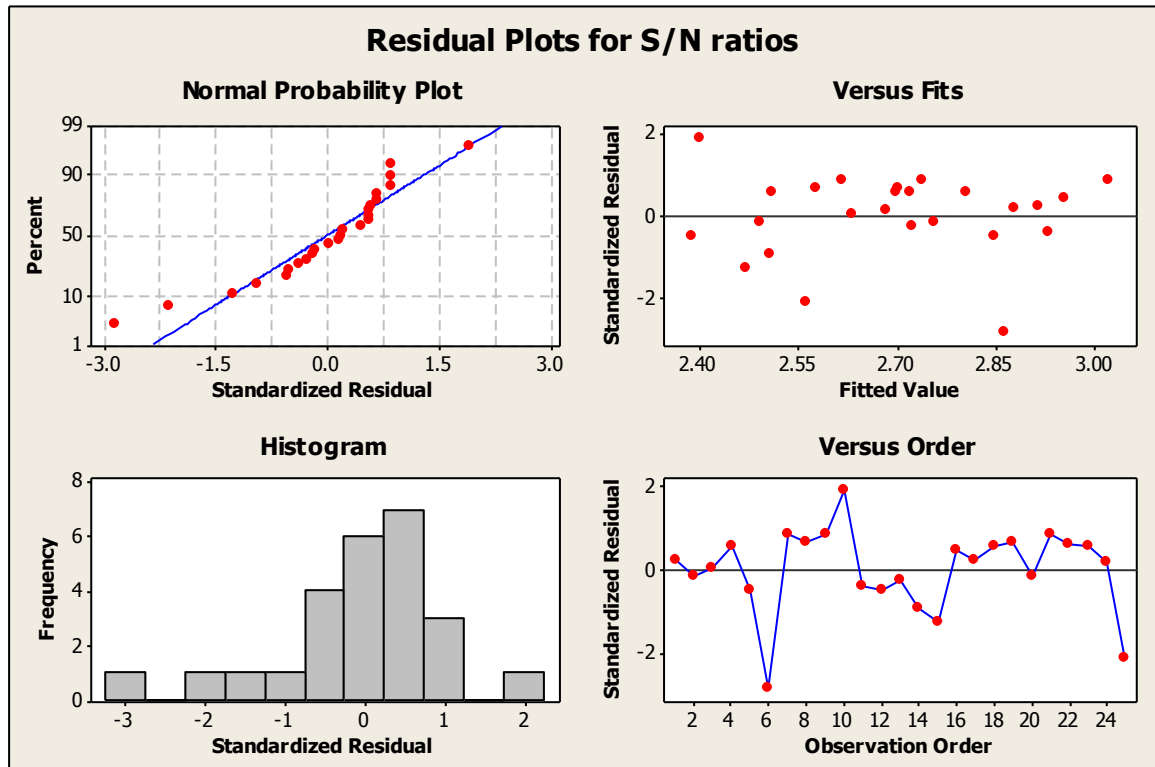 Residual Plots for S/N ratios
Normal Probability Plot
Percent
99
90
50
10
1
-3.0 -1.5 0.0 1.5 3.0
Standardized Residual
Versus Fits
Standardized Residual
2
0
-2
2.40 2.55 2.70 2.85 3.00
Fitted Value
Histogram
Frequency
8
6
4
2
0
-3 -2 -1 0 1 2
Standardized Residual
Versus Order
Standardized Residual
2
0
-2
2 4 6 8 10 12 14 16 18 20 22 24
Observation Order